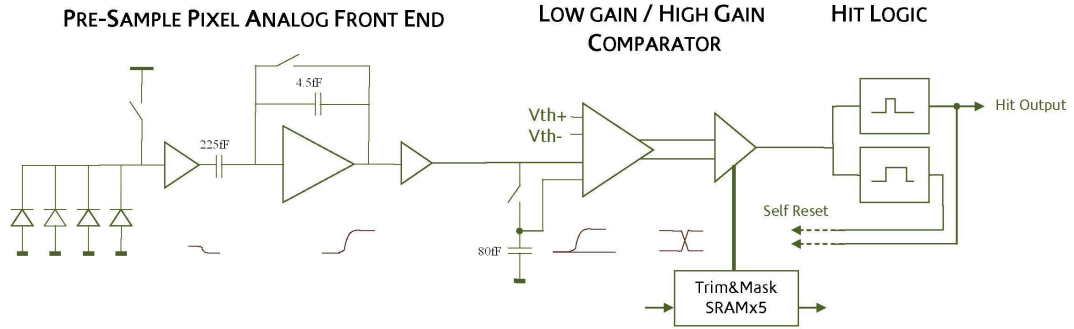 PRE-SAMPLE PIXEL ANALOG FRONT END
LOW GAIN / HIGH GAIN
COMPARATOR
HIT LOGIC
4.5fF
225fF
Vth+
Vth-
Hit Output
Self Reset
80fF
Trim&Mask
SRAMx5